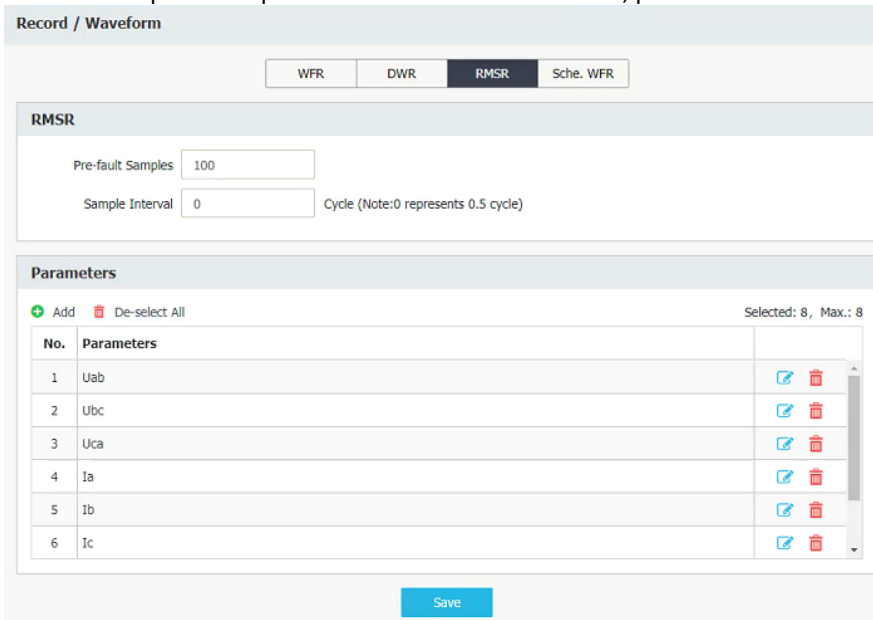 Record / Waveform
WFR DWR RMSR Sche. WFR
RMSR
Pre-fault Samples 100
Sample Interval 0 Cycle (Note:0 represents 0.5 cycle)
Parameters
Add De-select All Selected: 8, Max.: 8
No. Parameters
1 Uab
2 Ubc
3 Uca
4 Ia
5 Ib
6 Ic
Save